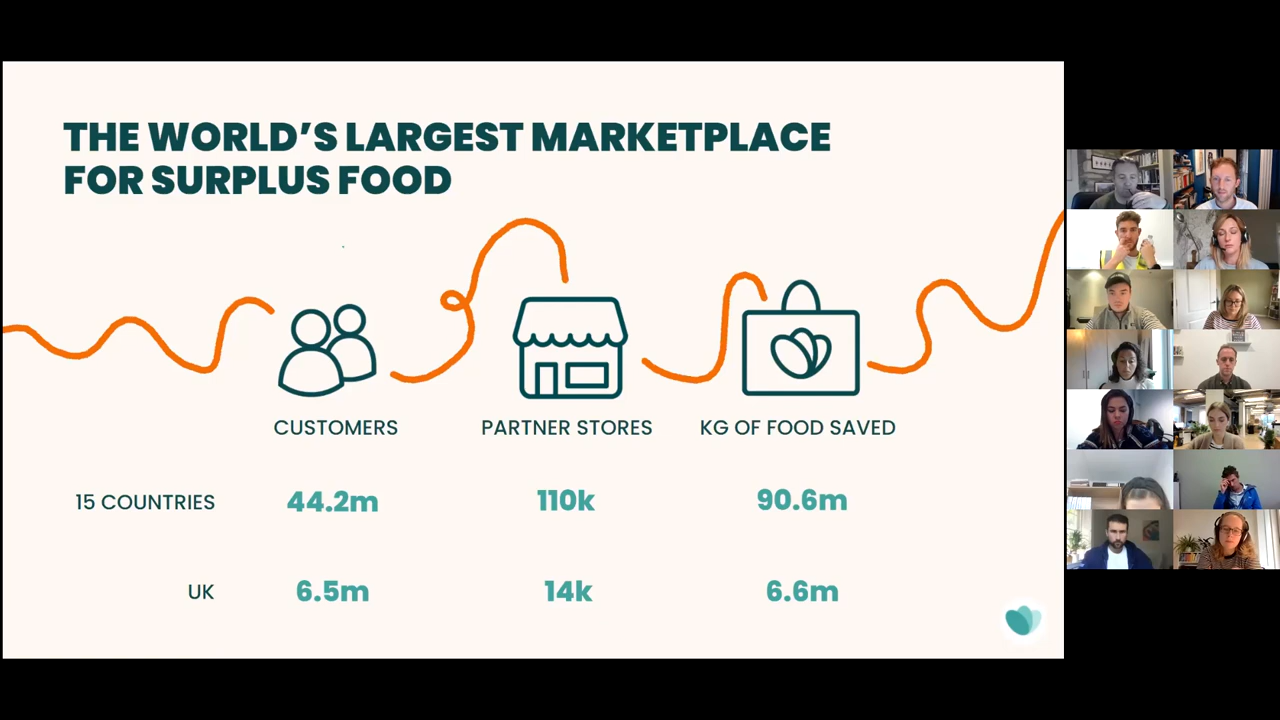 THE WORLD’S LARGEST MARKETPLACE
FOR SURPLUS FOOD
CUSTOMERS
PARTNER STORES
KG OF FOOD SAVED
15 COUNTRIES
44.2m
110k
90.6m
UK
6.5m
14k
6.6m